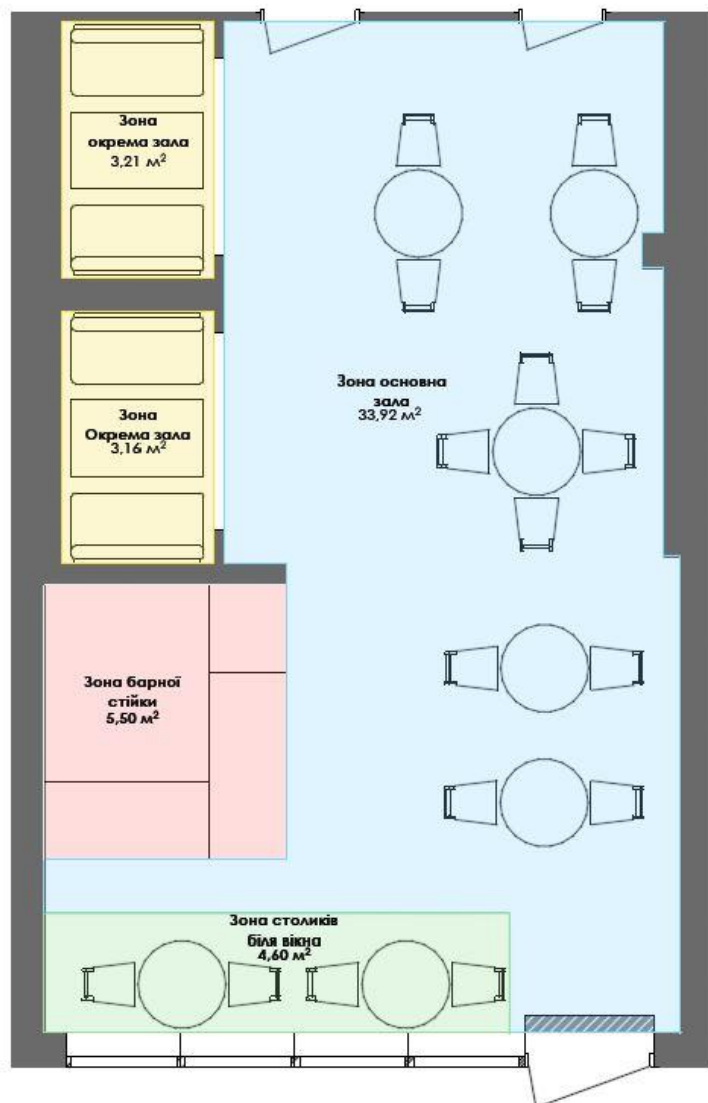 Зона
окрема зала
3,21 м²
Зона основна
зала
33,92 м²
Зона
Окрема зала
3,16 м²
Зона барної
стійки
5,50 м²
Зона столиків
біля вікна
4,60 м²